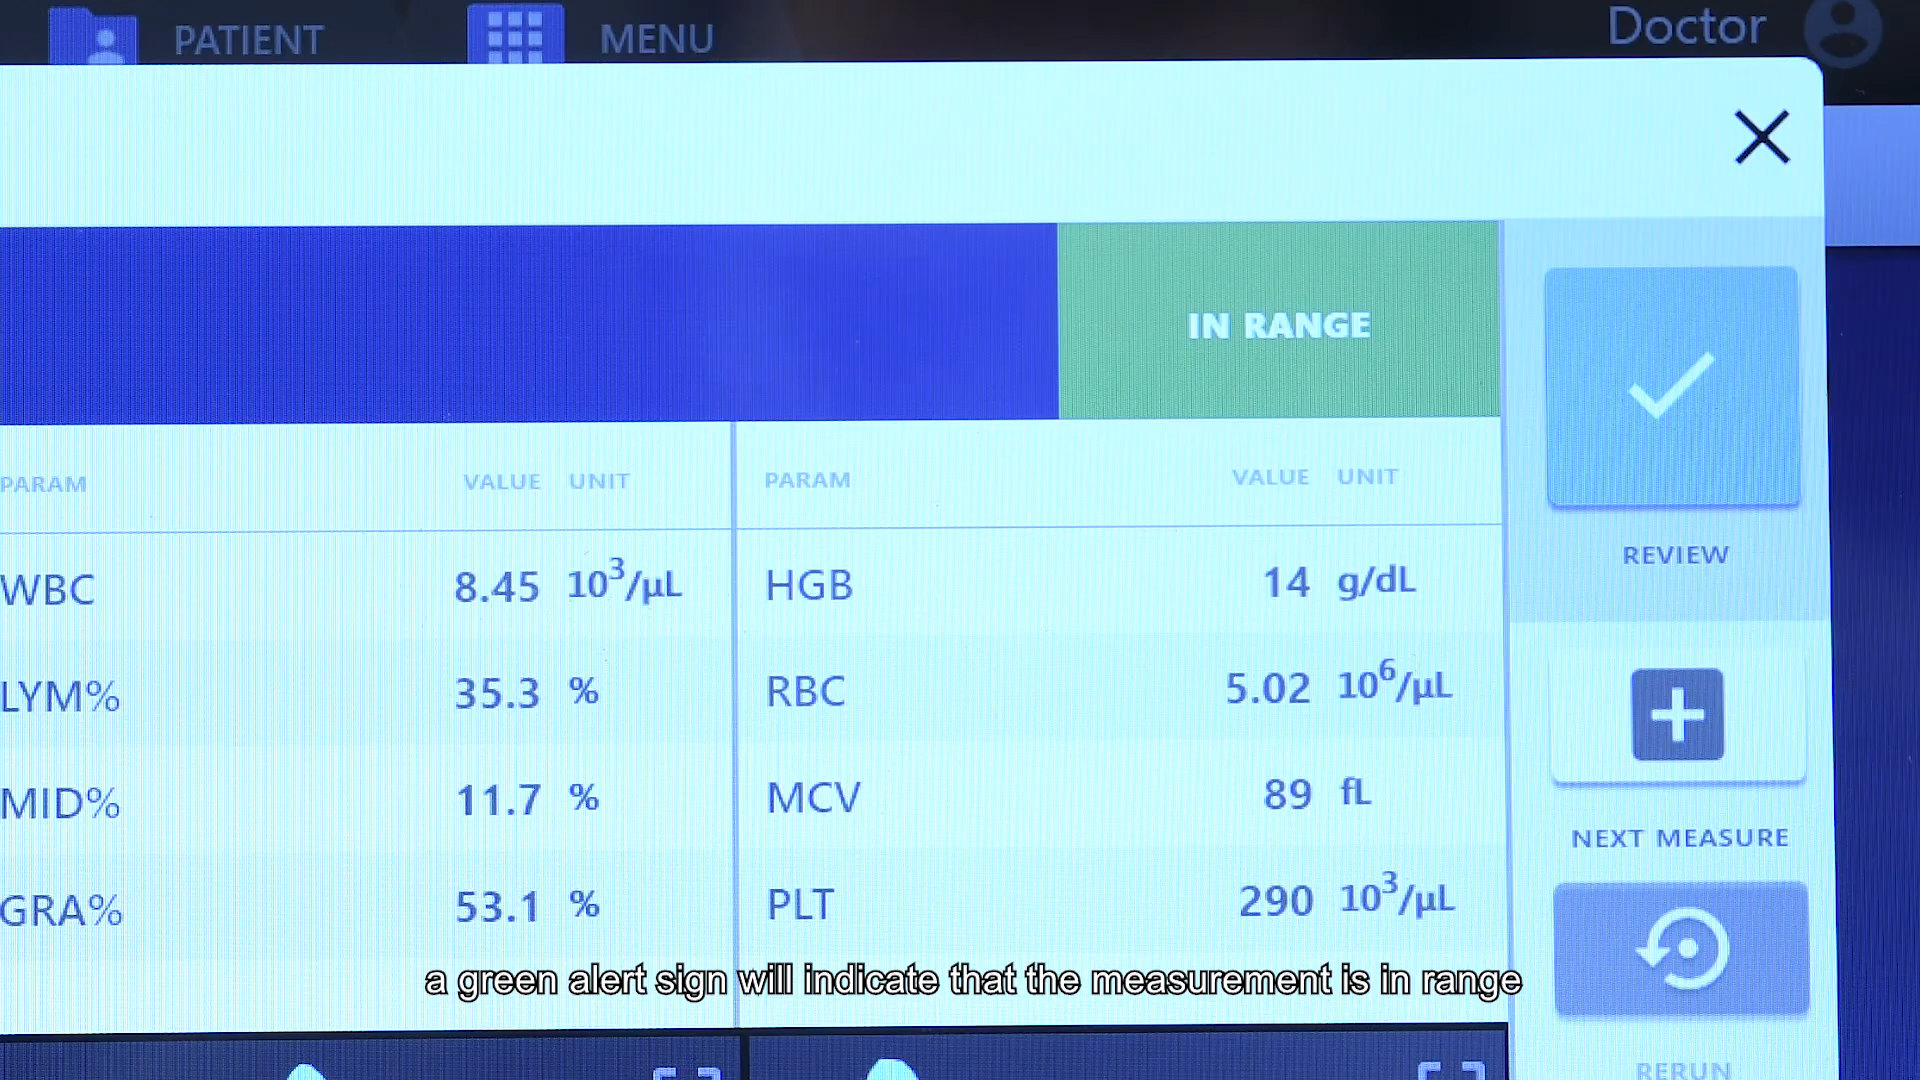 PATIENT MENU Doctor
IN RANGE
PARAM VALUE UNIT PARAM VALUE UNIT
WBC 8.45 10³/µL HGB 14 g/dL
LYM% 35.3 % RBC 5.02 10⁶/µL
MID% 11.7 % MCV 89 fL
GRA% 53.1 % PLT 290 10³/µL
REVIEW
NEXT MEASURE
RERUN
a green alert sign will indicate that the measurement is in range